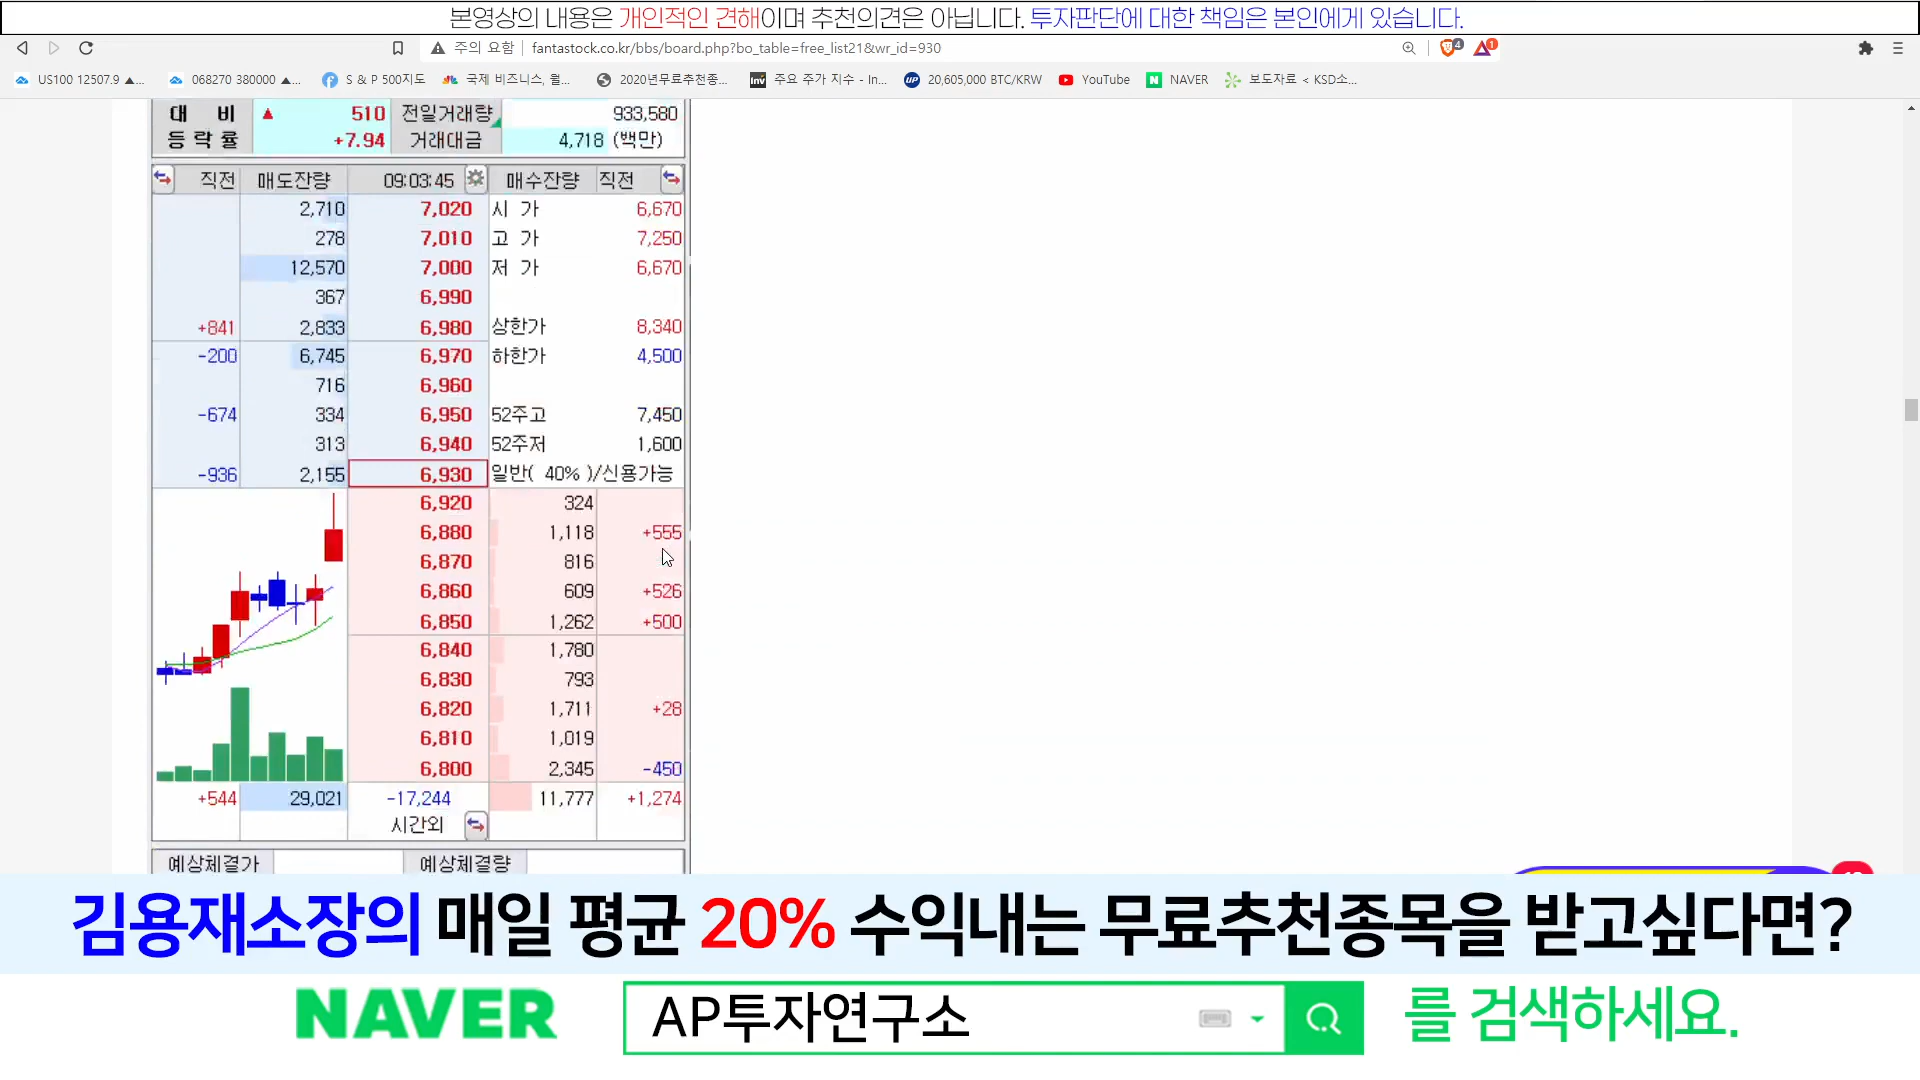 본영상의 내용은 개인적인 견해이며 추천의견은 아닙니다. 투자판단에 대한 책임은 본인에게 있습니다.
주의 요함 fantastock.co.kr/bbs/board.php?bo_table=free_list21&wr_id=930 4 1
US100 12507.9 ▲... 068270 380000 ▲... S & P 500지도 국제 비즈니스, 월... 2020년무료추천종... Inv 주요 주가 지수 - In... UP 20,605,000 BTC/KRW YouTube N NAVER 보도자료 < KSD소...
대 비 ▲ 510 전일거래량 933,580
등 락 률 +7.94 거래대금 4,718 (백만)
직전 매도잔량 09:03:45 매수잔량 직전
2,710 7,020 시 가 6,670
278 7,010 고 가 7,250
12,570 7,000 저 가 6,670
367 6,990
+841 2,833 6,980 상한가 8,340
-200 6,745 6,970 하한가 4,500
716 6,960
-674 334 6,950 52주고 7,450
313 6,940 52주저 1,600
-936 2,155 6,930 일반( 40% )/신용가능
6,920 324
6,880 1,118 +555
6,870 816
6,860 609 +526
6,850 1,262 +500
6,840 1,780
6,830 793
6,820 1,711 +28
6,810 1,019
6,800 2,345 -450
+544 29,021 -17,244 11,777 +1,274
시간외
예상체결가 예상체결량
김용재소장의 매일 평균 20% 수익내는 무료추천종목을 받고싶다면?
NAVER AP투자연구소 를 검색하세요.